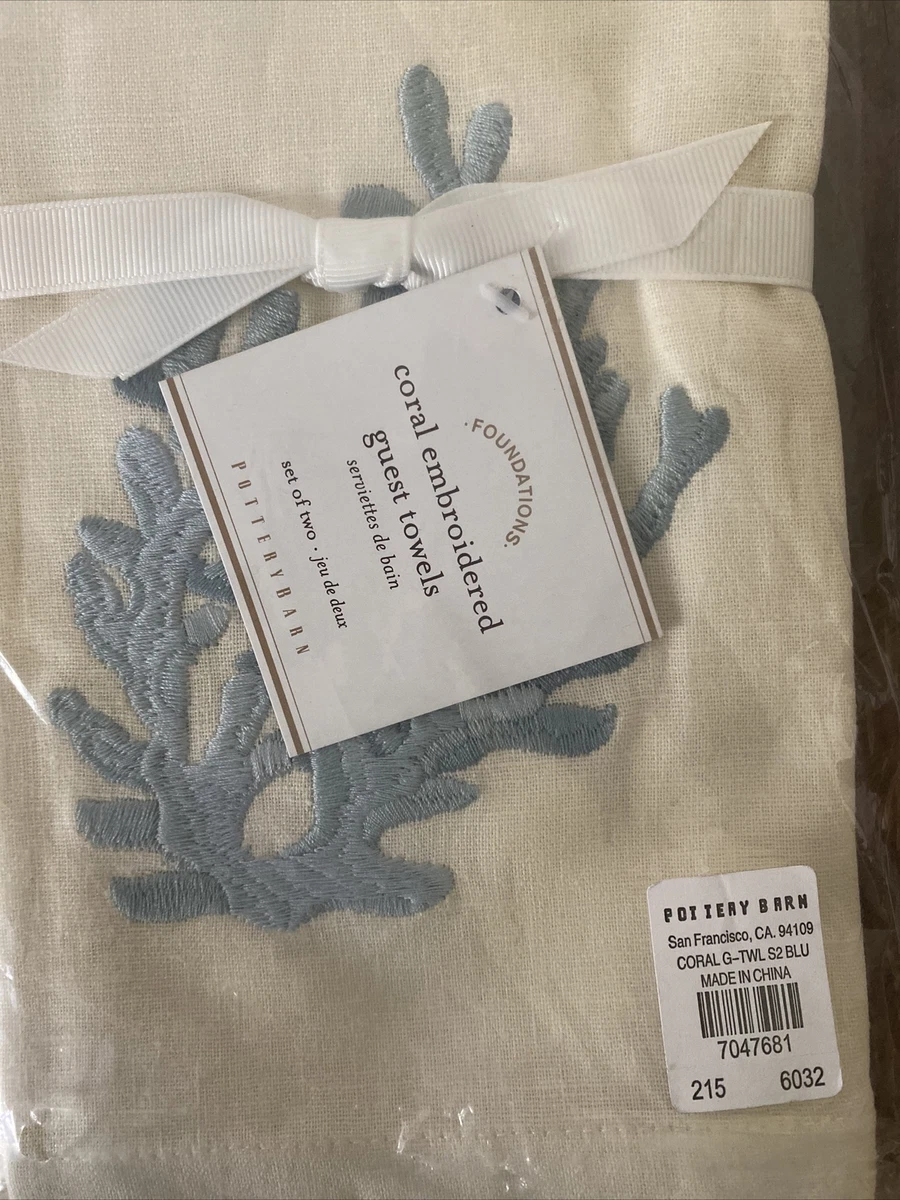 ·FOUNDATIONS·
coral embroidered
guest towels
serviettes de bain
set of two · jeu de deux
POTTERYBARN
POTTERY BARN
San Francisco, CA. 94109
CORAL G-TWL S2 BLU
MADE IN CHINA
7047681
215 6032